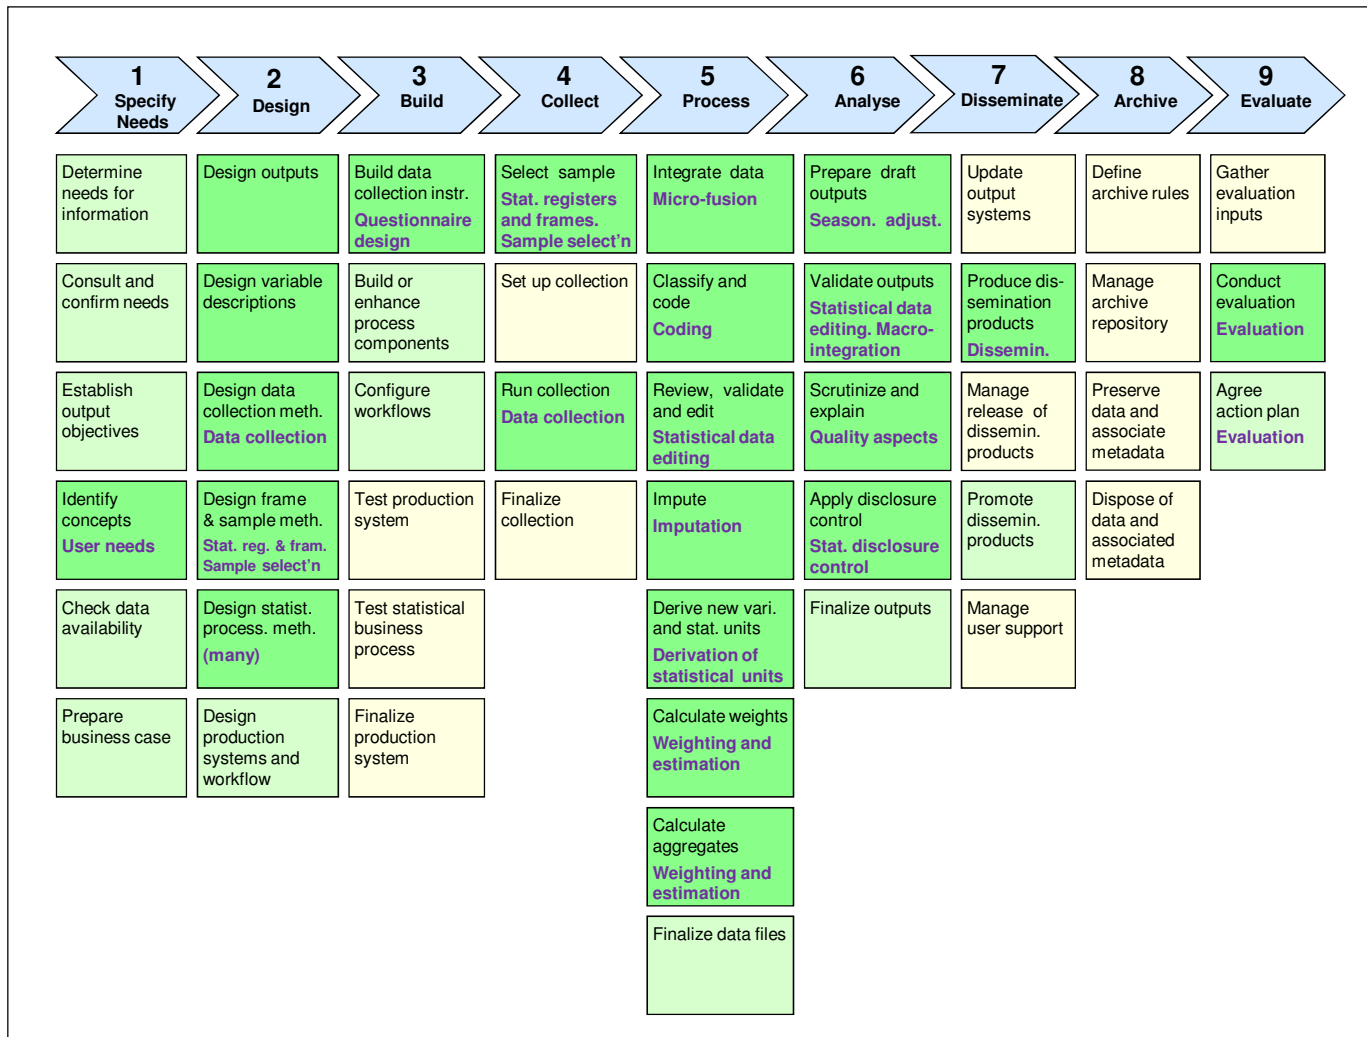 1
Specify
Needs
2
Design
3
Build
4
Collect
5
Process
6
Analyse
7
Disseminate
8
Archive
9
Evaluate
Determine
needs for
information
Consult and
confirm needs
Establish
output
objectives
Identify
concepts
User needs
Check data
availability
Prepare
business case
Design outputs
Design variable
descriptions
Design data
collection meth.
Data collection
Design frame
& sample meth.
Stat. reg. & fram.
Sample select'n
Design statist.
process. meth.
(many)
Design
production
systems and
workflow
Build data
collection instr.
Questionnaire
design
Build or
enhance
process
components
Configure
workflows
Test production
system
Test statistical
business
process
Finalize
production
system
Select sample
Stat. registers
and frames.
Sample select'n
Set up collection
Run collection
Data collection
Finalize
collection
Integrate data
Micro-fusion
Classify and
code
Coding
Review, validate
and edit
Statistical data
editing
Impute
Imputation
Derive new vari.
and stat. units
Derivation of
statistical units
Calculate weights
Weighting and
estimation
Calculate
aggregates
Weighting and
estimation
Finalize data files
Prepare draft
outputs
Season. adjust.
Validate outputs
Statistical data
editing. Macro-
integration
Scrutinize and
explain
Quality aspects
Apply disclosure
control
Stat. disclosure
control
Finalize outputs
Update
output
systems
Produce dis-
semination
products
Dissemin.
Manage
release of
dissemin.
products
Promote
dissemin.
products
Manage
user support
Define
archive rules
Manage
archive
repository
Preserve
data and
associate
metadata
Dispose of
data and
associated
metadata
Gather
evaluation
inputs
Conduct
evaluation
Evaluation
Agree
action plan
Evaluation